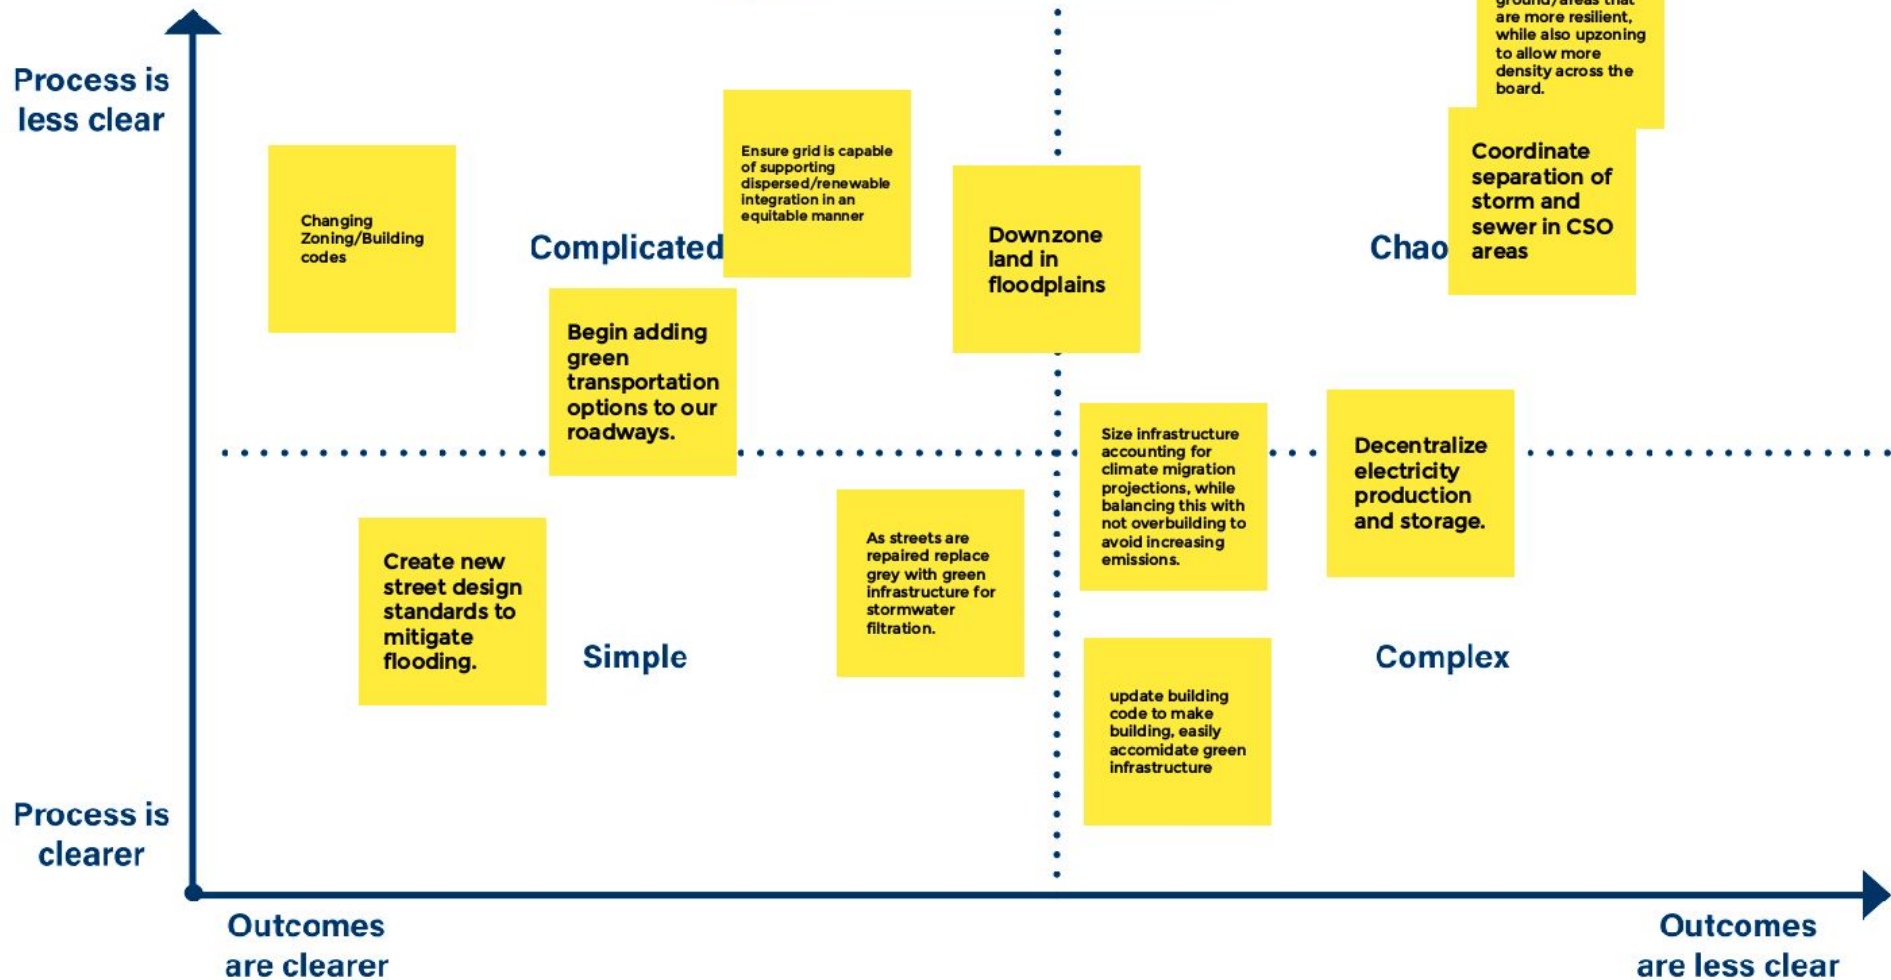 ground/areas that
are more resilient,
while also upzoning
to allow more
density across the
board.
Process is
less clear
Changing
Zoning/Building
codes
Complicated
Ensure grid is capable
of supporting
dispersed/renewable
integration in an
equitable manner
Downzone
land in
floodplains
Chao
Coordinate
separation of
storm and
sewer in CSO
areas
Begin adding
green
transportation
options to our
roadways.
Size infrastructure
accounting for
climate migration
projections, while
balancing this with
not overbuilding to
avoid increasing
emissions.
Decentralize
electricity
production
and storage.
Create new
street design
standards to
mitigate
flooding.
Simple
As streets are
repaired replace
grey with green
infrastructure for
stormwater
filtration.
Complex
update building
code to make
building, easily
accomidate green
infrastructure
Process is
clearer
Outcomes
are clearer
Outcomes
are less clear